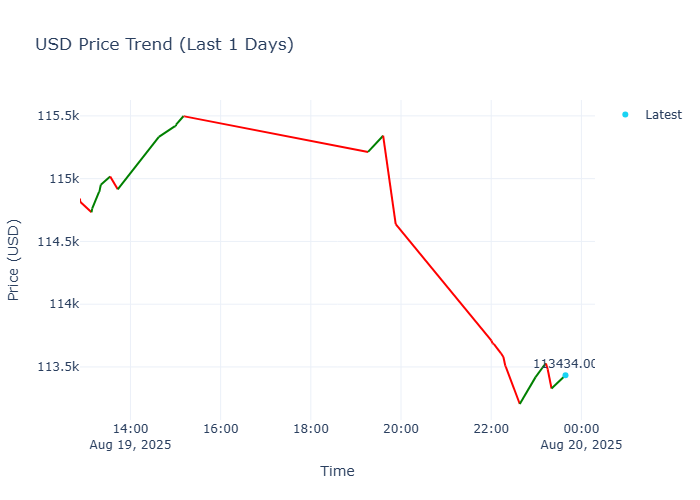 USD Price Trend (Last 1 Days)
Latest
115.5k
115k
114.5k
114k
113.5k
Price (USD)
113434.00
14:00
16:00
18:00
20:00
22:00
00:00
Aug 19, 2025
Aug 20, 2025
Time